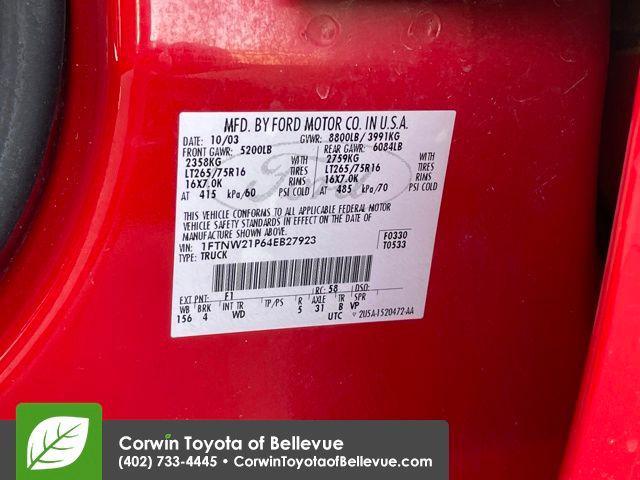 MFD. BY FORD MOTOR CO. IN U.S.A.
DATE: 10/03 GVWR: 8800LB/ 3991KG
FRONT GAWR: 5200LB REAR GAWR: 6084LB
2358KG WITH 2759KG WITH
LT265/75R16 TIRES LT265/75R16 TIRES
16X7.0K RIMS 16X7.0K RIMS
AT 415 kPa/60 PSI COLD AT 485 kPa/70 PSI COLD
THIS VEHICLE CONFORMS TO ALL APPLICABLE FEDERAL MOTOR
VEHICLE SAFETY STANDARDS IN EFFECT ON THE DATE OF
MANUFACTURE SHOWN ABOVE.
VIN: 1FTNW21P64EB27923 F0330
TYPE: TRUCK T0533
EXT PNT: F1 RC: 58 DSO:
WB BRK INT TR TP/PS R AXLE TR SPR
156 4 WD 5 31 B VP
UTC 2U5A-1520472-AA
Ford
Corwin Toyota of Bellevue
(402) 733-4445 • CorwinToyotaofBellevue.com